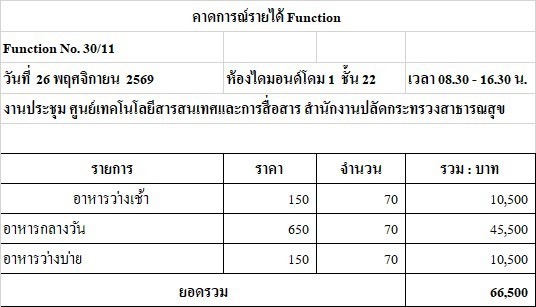 คาดการณ์รายได้ Function
Function No. 30/11
วันที่ 26 พฤศจิกายน 2569 ห้องไดมอนด์โดม 1 ชั้น 22 เวลา 08.30 - 16.30 น.
งานประชุม ศูนย์เทคโนโลยีสารสนเทศและการสื่อสาร สำนักงานปลัดกระทรวงสาธารณสุข
รายการ ราคา จำนวน รวม : บาท
อาหารว่างเช้า 150 70 10,500
อาหารกลางวัน 650 70 45,500
อาหารว่างบ่าย 150 70 10,500
ยอดรวม 66,500